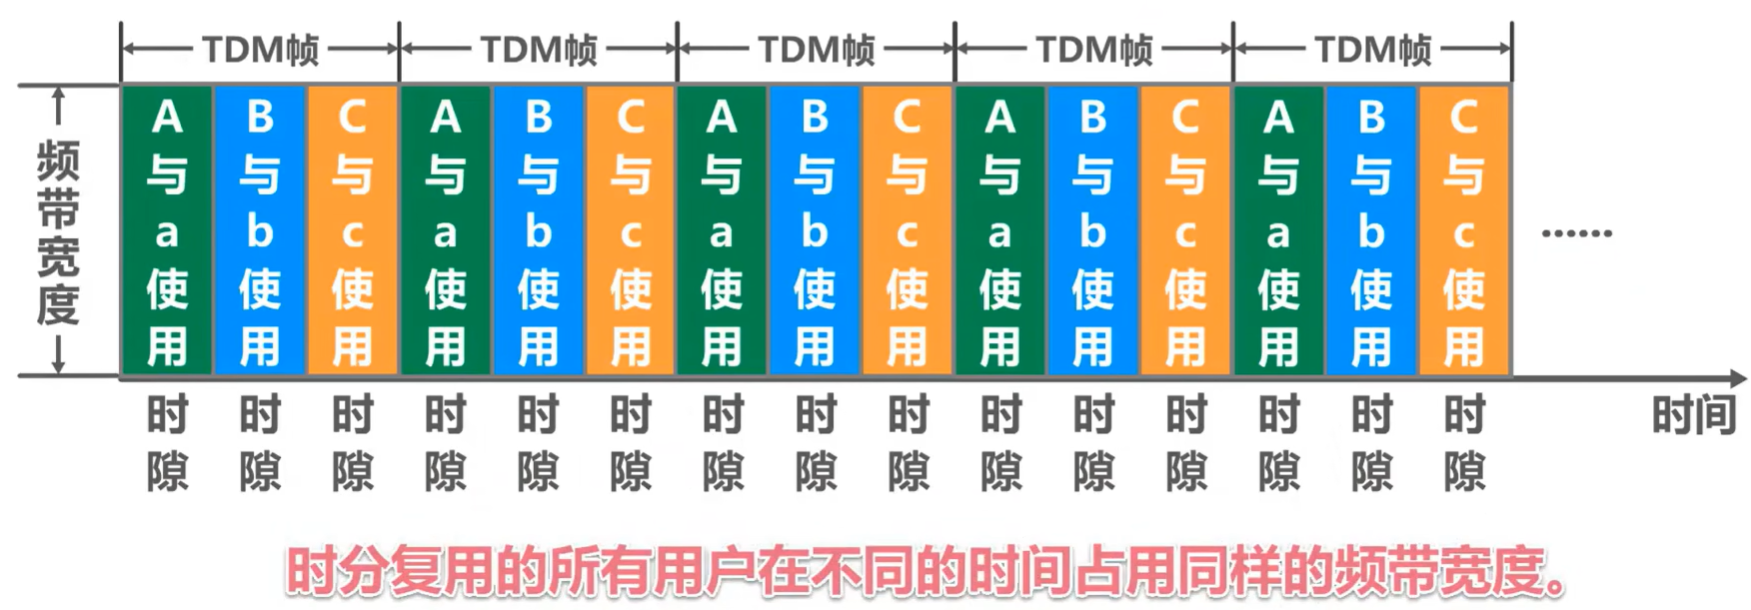 TDM帧 TDM帧 TDM帧 TDM帧 TDM帧
频带宽度
A与a使用
B与b使用
C与c使用
A与a使用
B与b使用
C与c使用
A与a使用
B与b使用
C与c使用
A与a使用
B与b使用
C与c使用
A与a使用
B与b使用
C与c使用
……
时隙 时隙 时隙 时隙 时隙 时隙 时隙 时隙 时隙 时隙 时隙 时隙 时隙 时隙 时隙
时间
时分复用的所有用户在不同的时间占用同样的频带宽度。